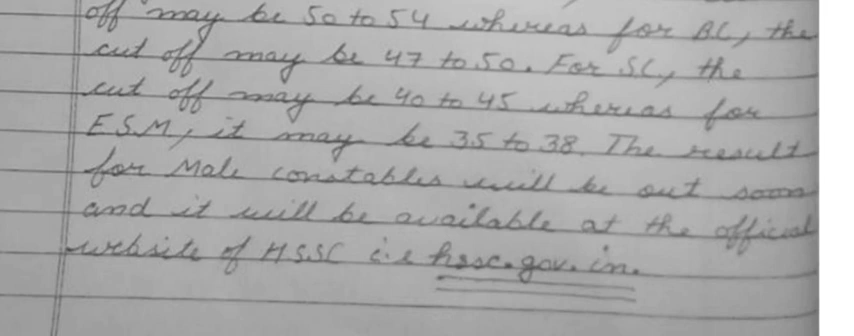 off may be 50 to 54 whereas for BC, the
cut off may be 47 to 50. For SC, the
cut off may be 40 to 45 whereas for
ESM, it may be 35 to 38. The result
for Male constables will be out soon
and it will be available at the official
website of HSSC i.e hssc.gov.in.